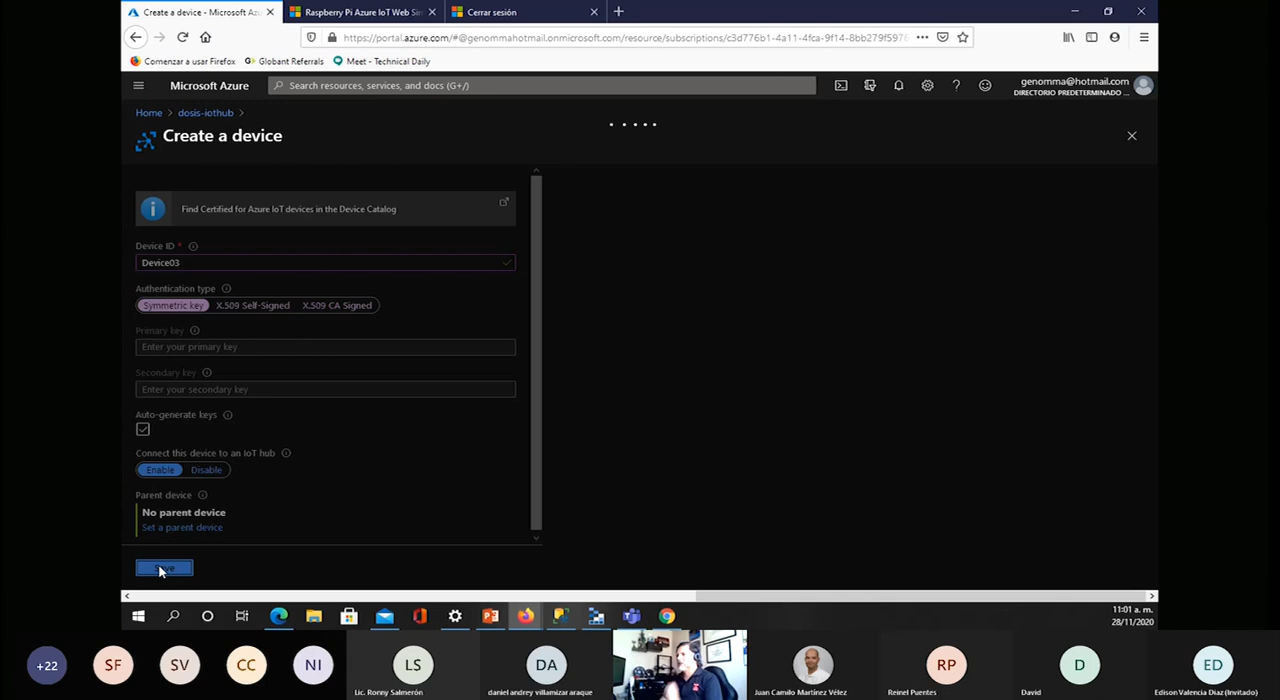 Create a device - Microsoft Azu
Raspberry Pi Azure IoT Web Sim
Cerrar sesión
https://portal.azure.com/#@genommahotmail.onmicrosoft.com/resource/subscriptions/c3d776b1-4a11-4fca-9f14-8bb279f5976
Comenzar a usar Firefox
Globant Referrals
Meet - Technical Daily
Microsoft Azure
Search resources, services, and docs (G+/)
genomma@hotmail.com
DIRECTORIO PREDETERMINADO ...
Home > dosis-iothub >
Create a device
Find Certified for Azure IoT devices in the Device Catalog
Device ID *
Device03
Authentication type
Symmetric key X.509 Self-Signed X.509 CA Signed
Primary key
Enter your primary key
Secondary key
Enter your secondary key
Auto-generate keys
Connect this device to an IoT hub
Enable Disable
Parent device
No parent device
Set a parent device
Save
11:01 a. m.
28/11/2020
+22
SF
SV
CC
NI
LS
Lic. Ronny Salmerón
DA
daniel andrey villamizar araque
Juan Camilo Martínez Vélez
RP
Reinel Puentes
D
David
ED
Edison Valencia Diaz (Invitado)